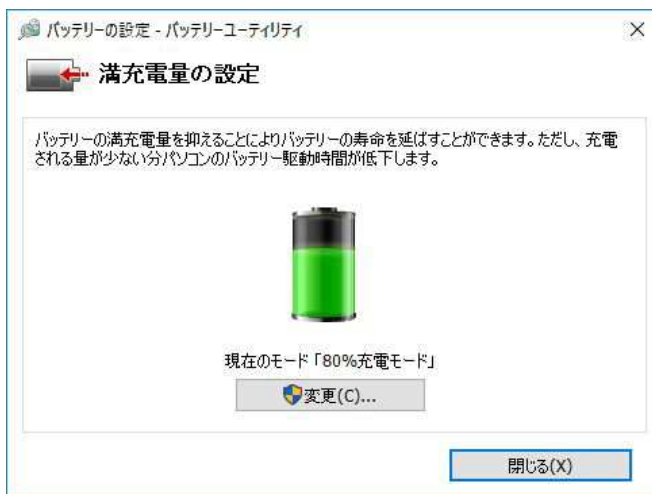 バッテリーの設定 - バッテリーユーティリティ
満充電量の設定
バッテリーの満充電量を抑えることによりバッテリーの寿命を延ばすことができます。ただし、充電
される量が少ない分パソコンのバッテリー駆動時間が低下します。
現在のモード「80%充電モード」
変更(C)...
閉じる(X)